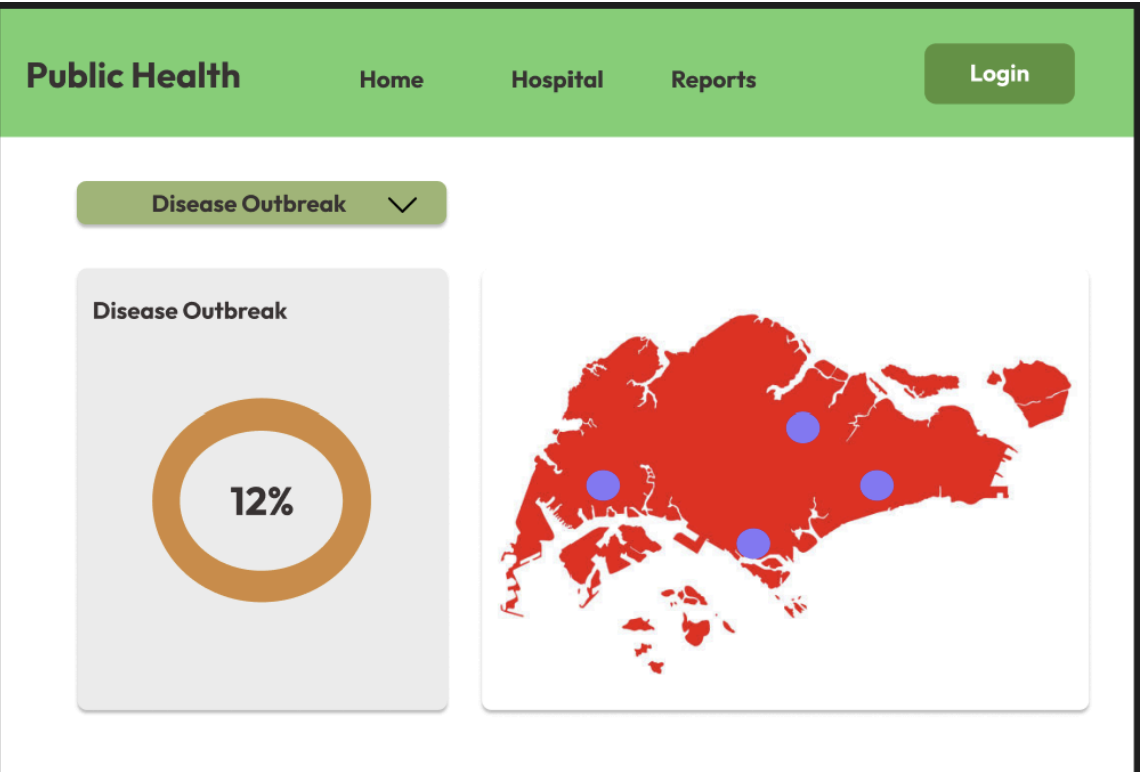 Public Health
Home
Hospital
Reports
Login
Disease Outbreak
Disease Outbreak
12%